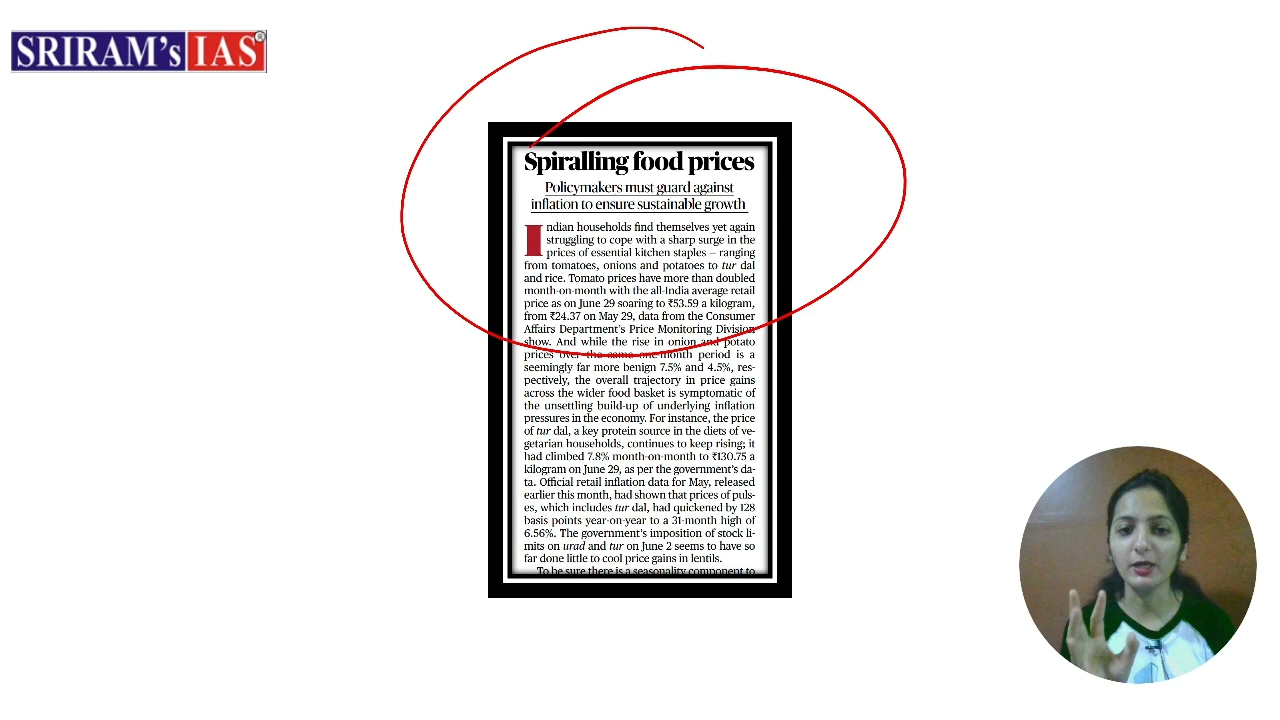 SRIRAM's IAS®
Spiralling food prices
Policymakers must guard against
inflation to ensure sustainable growth
Indian households find themselves yet again
struggling to cope with a sharp surge in the
prices of essential kitchen staples – ranging
from tomatoes, onions and potatoes to tur dal
and rice. Tomato prices have more than doubled
month-on-month with the all-India average retail
price as on June 29 soaring to ₹53.59 a kilogram,
from ₹24.37 on May 29, data from the Consumer
Affairs Department's Price Monitoring Division
show. And while the rise in onion and potato
prices over the same one-month period is a
seemingly far more benign 7.5% and 4.5%, res-
pectively, the overall trajectory in price gains
across the wider food basket is symptomatic of
the unsettling build-up of underlying inflation
pressures in the economy. For instance, the price
of tur dal, a key protein source in the diets of ve-
getarian households, continues to keep rising; it
had climbed 7.8% month-on-month to ₹130.75 a
kilogram on June 29, as per the government's da-
ta. Official retail inflation data for May, released
earlier this month, had shown that prices of puls-
es, which includes tur dal, had quickened by 128
basis points year-on-year to a 31-month high of
6.56%. The government's imposition of stock li-
mits on urad and tur on June 2 seems to have so
far done little to cool price gains in lentils.
To be sure there is a seasonality component to